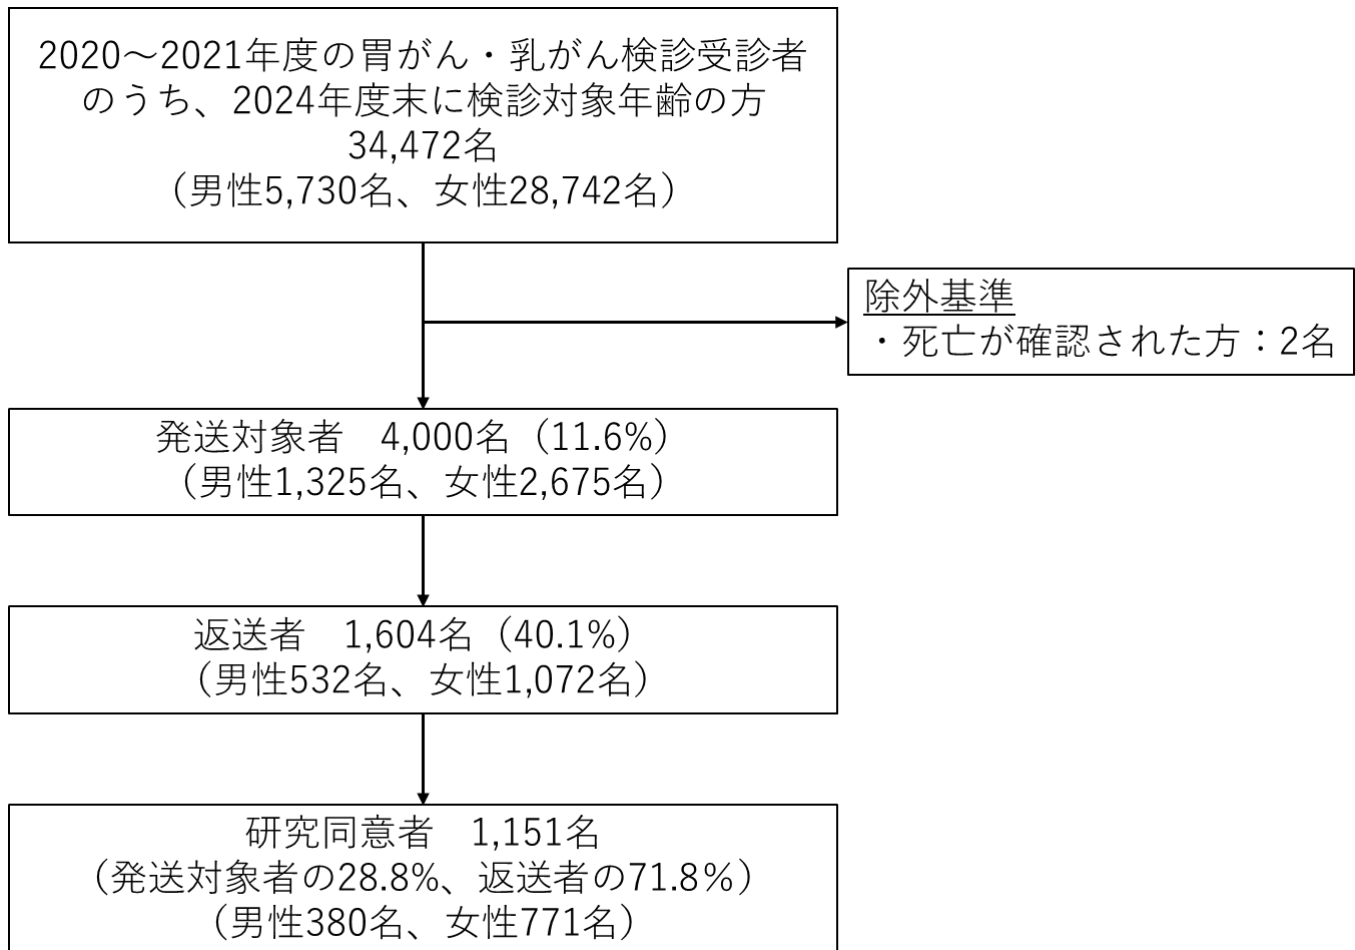 2020～2021年度の胃がん・乳がん検診受診者
のうち、2024年度末に検診対象年齢の方
34,472名
（男性5,730名、女性28,742名）
除外基準
・死亡が確認された方：2名
発送対象者　4,000名（11.6%）
（男性1,325名、女性2,675名）
返送者　1,604名（40.1%）
（男性532名、女性1,072名）
研究同意者　1,151名
（発送対象者の28.8%、返送者の71.8％）
（男性380名、女性771名）